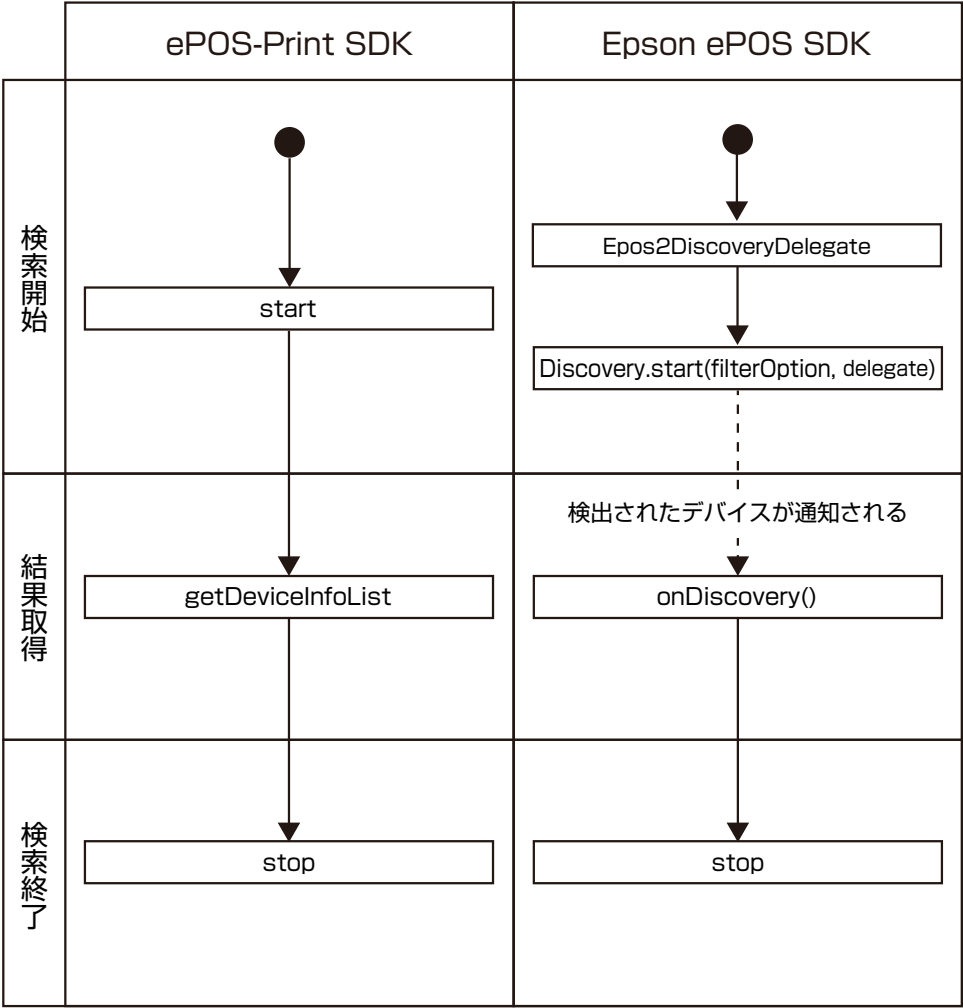 ePOS-Print SDK
Epson ePOS SDK
検索開始
start
Epos2DiscoveryDelegate
Discovery.start(filterOption, delegate)
結果取得
getDeviceInfoList
検出されたデバイスが通知される
onDiscovery()
検索終了
stop
stop